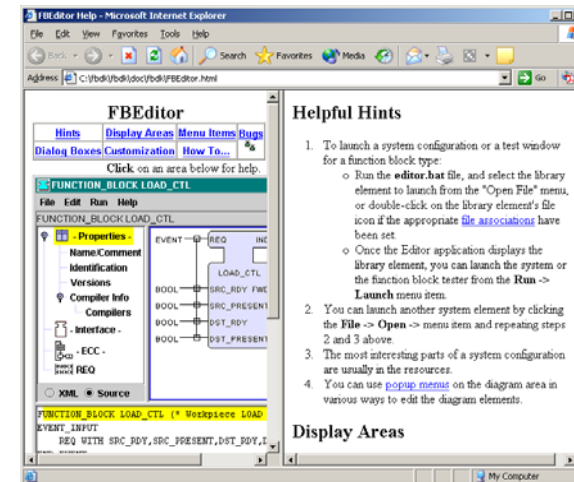 FBEditor Help - Microsoft Internet Explorer
File Edit View Favorites Tools Help
Back Search Favorites Media
Address C:\fbdk\fbdk\doc\fbdk\FBEditor.html Go
FBEditor
Hints Display Areas Menu Items Bugs
Dialog Boxes Customization How To...
Click on an area below for help.
FUNCTION_BLOCK LOAD_CTL
File Edit Run Help
FUNCTION_BLOCK LOAD_CTL
- Properties -
Name/Comment
Identification
Versions
Compiler Info
Compilers
- Interface -
- ECC -
REQ
EVENT REQ
LOAD_CTL
BOOL SRC_RDY FWD
BOOL SRC_PRESENT
BOOL DST_RDY
BOOL DST_PRESENT
XML Source
FUNCTION_BLOCK LOAD_CTL (* Workpiece LOAD
EVENT_INPUT
REQ WITH SRC_RDY,SRC_PRESENT,DST_RDY,
Helpful Hints
1. To launch a system configuration or a test window
for a function block type:
o Run the editor.bat file, and select the library
element to launch from the "Open File" menu,
or double-click on the library element's file
icon if the appropriate file associations have
been set.
o Once the Editor application displays the
library element, you can launch the system or
the function block tester from the Run ->
Launch menu item.
2. You can launch another system element by clicking
the File -> Open -> menu item and repeating steps
2 and 3 above.
3. The most interesting parts of a system configuration
are usually in the resources.
4. You can use popup menus on the diagram area in
various ways to edit the diagram elements.
Display Areas
My Computer